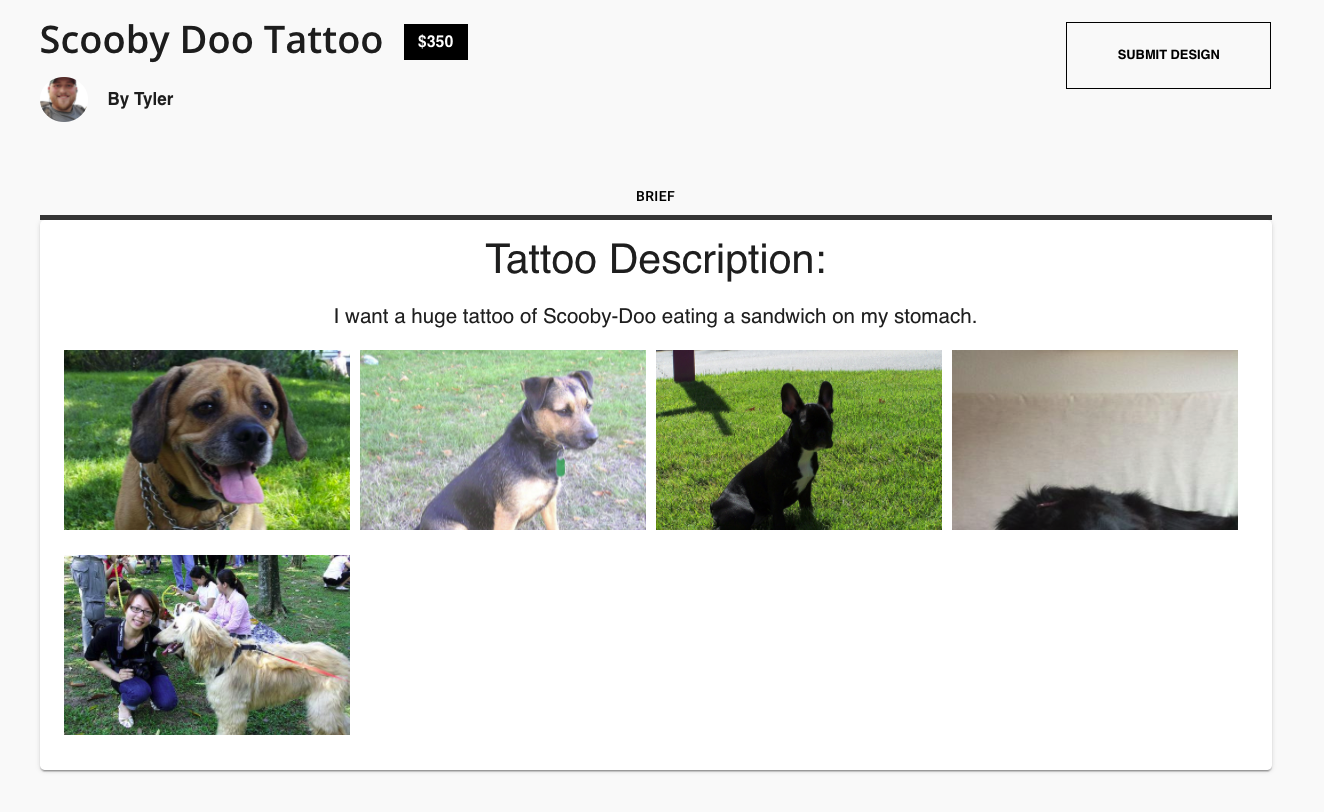 Scooby Doo Tattoo
$350
SUBMIT DESIGN
By Tyler
BRIEF
Tattoo Description:
I want a huge tattoo of Scooby-Doo eating a sandwich on my stomach.